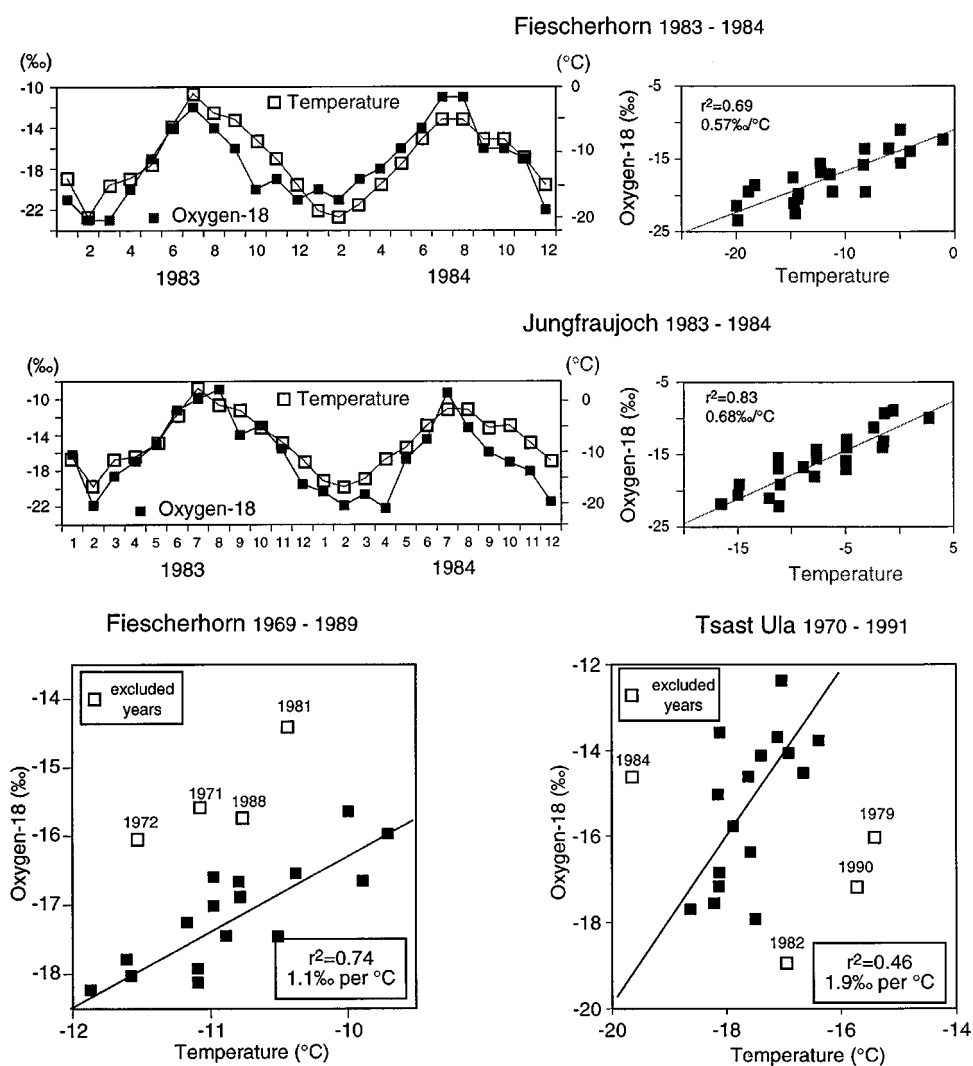 Fiescherhorn 1983 - 1984
(‰) (°C)
-10 0 -5
Temperature
r²=0.69
0.57‰/°C
-14 -5
Oxygen-18 (‰)
-15
-10
-18
-15
-22
Oxygen-18
-20
-25
2 4 6 8 10 12 2 4 6 8 10 12
-20 -15 -10 -5 0
1983 1984
Temperature
Jungfraujoch 1983 - 1984
(‰) (°C)
-10 0 -5
Temperature
r²=0.83
0.68‰/°C
-14
Oxygen-18 (‰)
-10
-15
-18
-22
Oxygen-18
-20
-25
1 2 3 4 5 6 7 8 9 10 11 12 1 2 3 4 5 6 7 8 9 10 11 12
-15 -5 5
1983 1984
Temperature
Fiescherhorn 1969 - 1989
Oxygen-18 (‰)
-14
-15
-16
-17
-18
excluded
years
1981
1971
1988
1972
r²=0.74
1.1‰ per °C
-12 -11 -10
Temperature (°C)
Tsast Ula 1970 - 1991
Oxygen-18 (‰)
-12
-14
-16
-18
-20
excluded
years
1984
1979
1990
1982
r²=0.46
1.9‰ per °C
-20 -18 -16 -14
Temperature (°C)